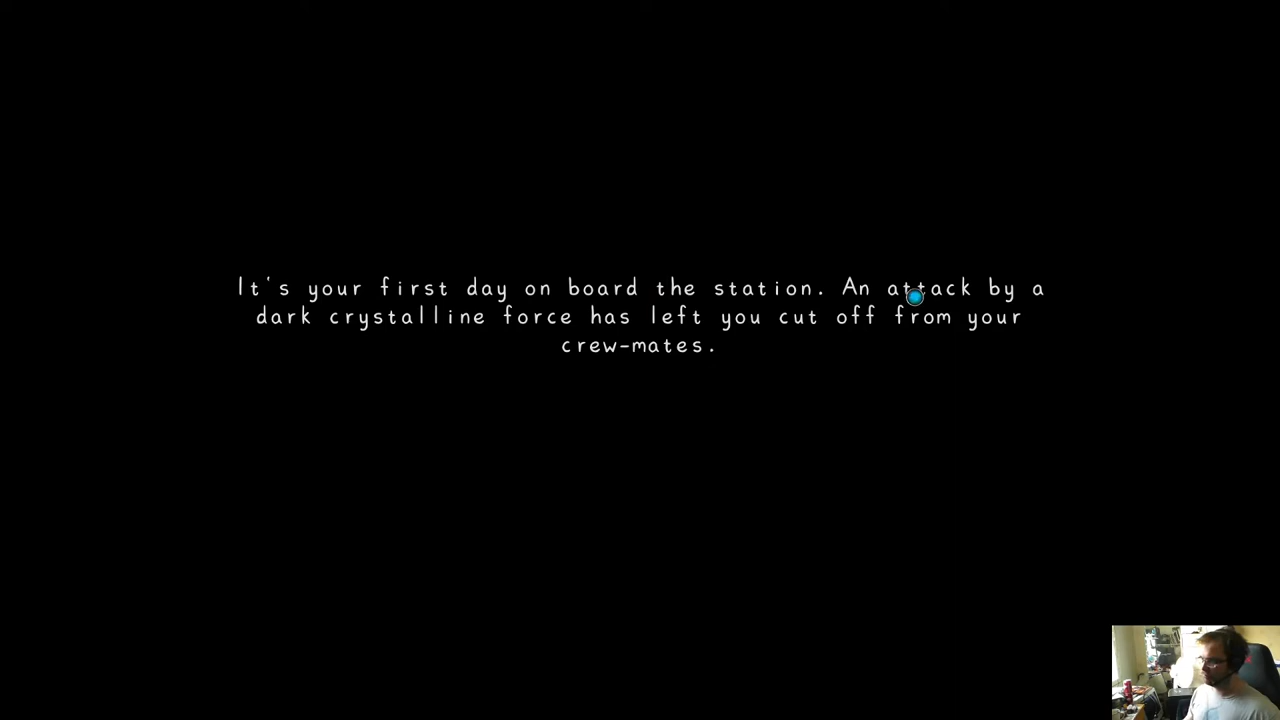 It's your first day on board the station. An attack by a
dark crystalline force has left you cut off from your
crew-mates.